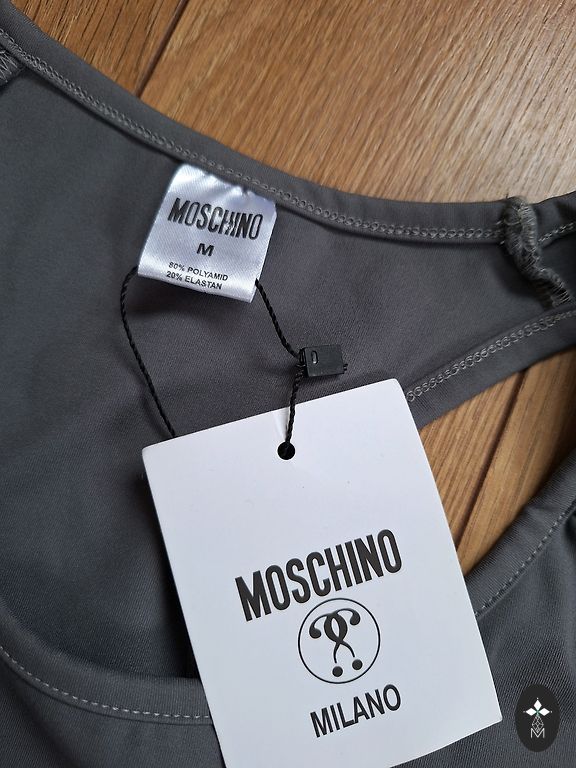 MOSCHINO
M
80% POLYAMID
20% ELASTAN
MOSCHINO
MILANO
M